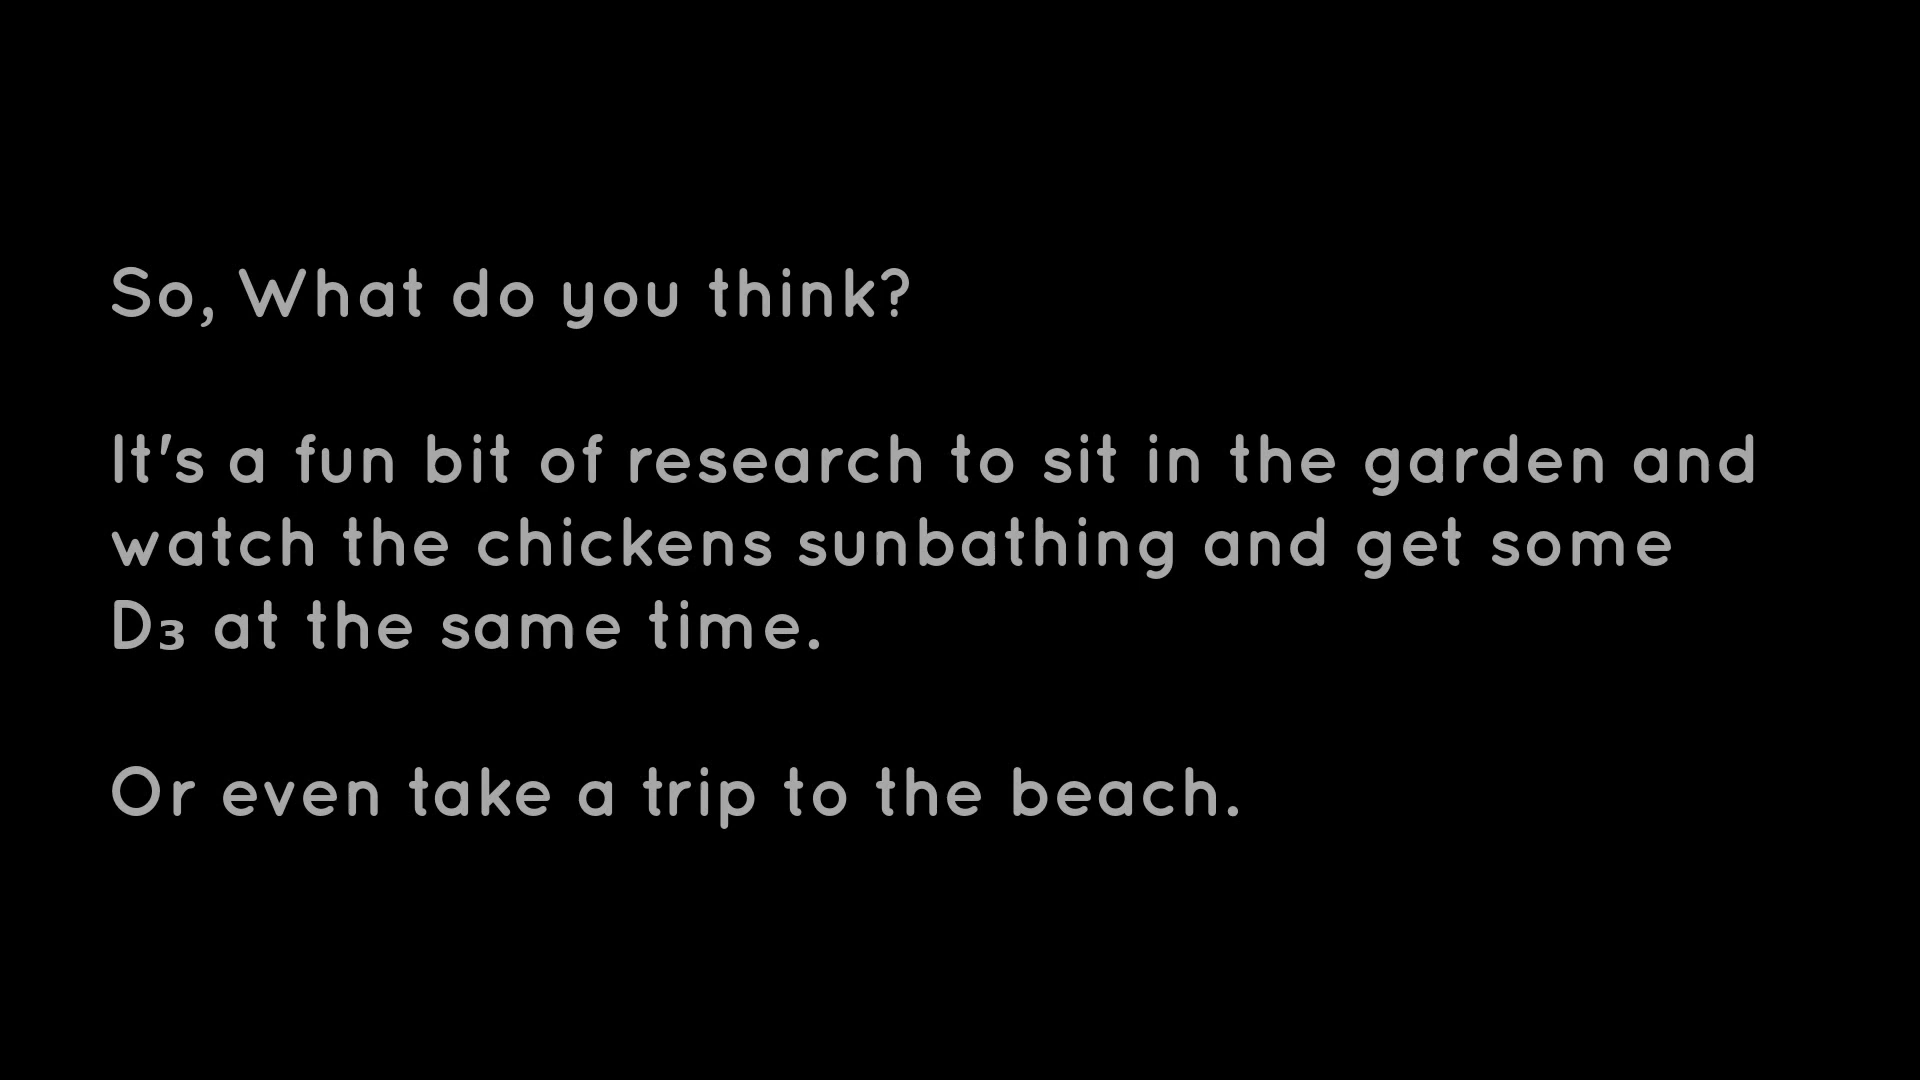 So, What do you think?
It's a fun bit of research to sit in the garden and
watch the chickens sunbathing and get some
D₃ at the same time.
Or even take a trip to the beach.